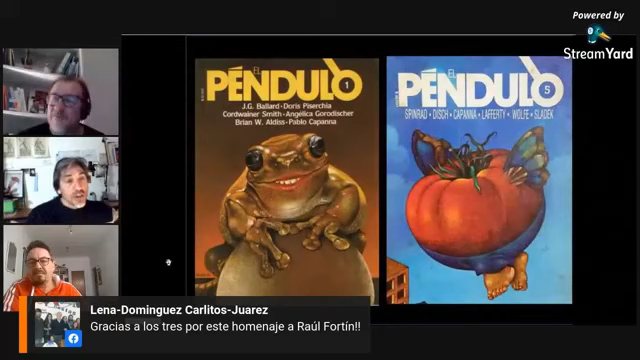 Powered by
StreamYard
EL
PÉNDULO
1
J.G. Ballard·Doris Piserchia
Cordwainer Smith·Angélica Gorodischer
Brian W. Aldiss·Pablo Capanna
EL
PÉNDULO
5
SPINRAD·DISCH·CAPANNA·LAFFERTY·WOLFE·SLADEK
Lena-Dominguez Carlitos-Juarez
Gracias a los tres por este homenaje a Raúl Fortín!!